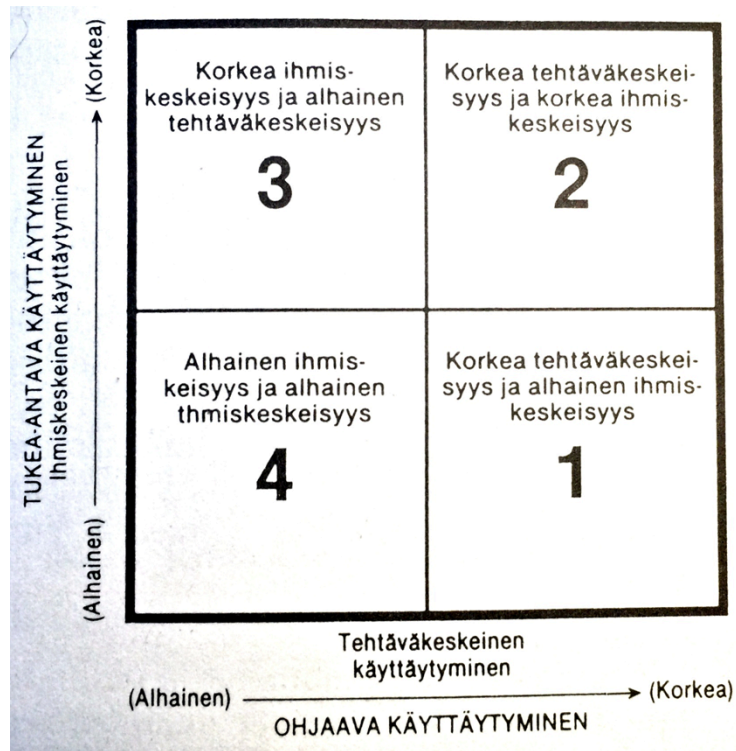 Korkea ihmis-
keskeisyys ja alhainen
tehtäväkeskeisyys
3
Korkea tehtäväkeskei-
syys ja korkea ihmis-
keskeisyys
2
Alhainen ihmis-
keisyys ja alhainen
thmiskeskeisyys
4
Korkea tehtäväkeskei-
syys ja alhainen ihmis-
keskeisyys
1
TUKEA-ANTAVA KÄYTTÄYTYMINEN
Ihmiskeskeinen käyttäytyminen
(Alhainen)
(Korkea)
Tehtäväkeskeinen
käyttäytyminen
(Alhainen)
(Korkea)
OHJAAVA KÄYTTÄYTYMINEN